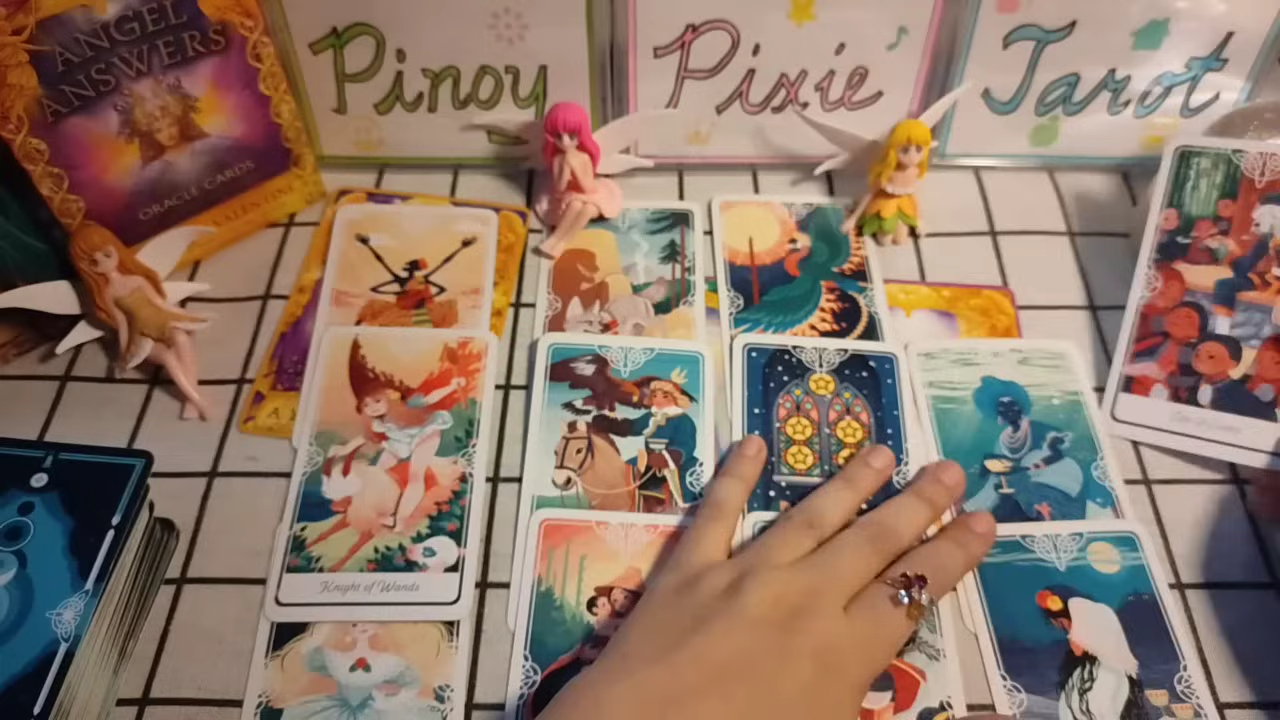 ANGEL
ANSWERS
ORACLE CARDS
Pinoy
Pixie
Tarot
Knight of Wands